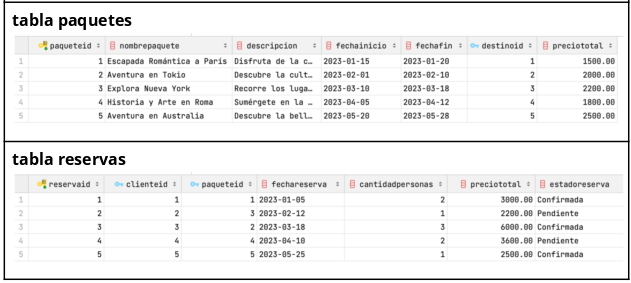 tabla paquetes
paqueteid nombrepaquete descripcion fechainicio fechafin destinoid preciototal
1 1 Escapada Romántica a París Disfruta de la c… 2023-01-15 2023-01-20 1 1500.00
2 2 Aventura en Tokio Descubre la cult… 2023-02-01 2023-02-10 2 2000.00
3 3 Explora Nueva York Recorre los luga… 2023-03-10 2023-03-18 3 2200.00
4 4 Historia y Arte en Roma Sumérgete en la … 2023-04-05 2023-04-12 4 1800.00
5 5 Aventura en Australia Descubre la bell… 2023-05-20 2023-05-28 5 2500.00
tabla reservas
reservaid clienteid paqueteid fechareserva cantidadpersonas preciototal estadoreserva
1 1 1 1 2023-01-05 2 3000.00 Confirmada
2 2 2 3 2023-02-12 1 2200.00 Pendiente
3 3 3 2 2023-03-18 3 6000.00 Confirmada
4 4 4 4 2023-04-10 2 3600.00 Pendiente
5 5 5 5 2023-05-25 1 2500.00 Confirmada